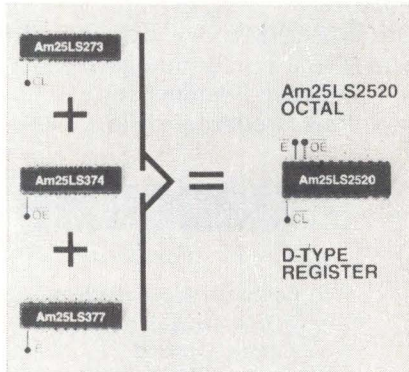 Am25LS273
CL
+
Am25LS374
OE
+
Am25LS377
E
=
Am25LS2520
OCTAL
E OE
Am25LS2520
CL
D-TYPE
REGISTER